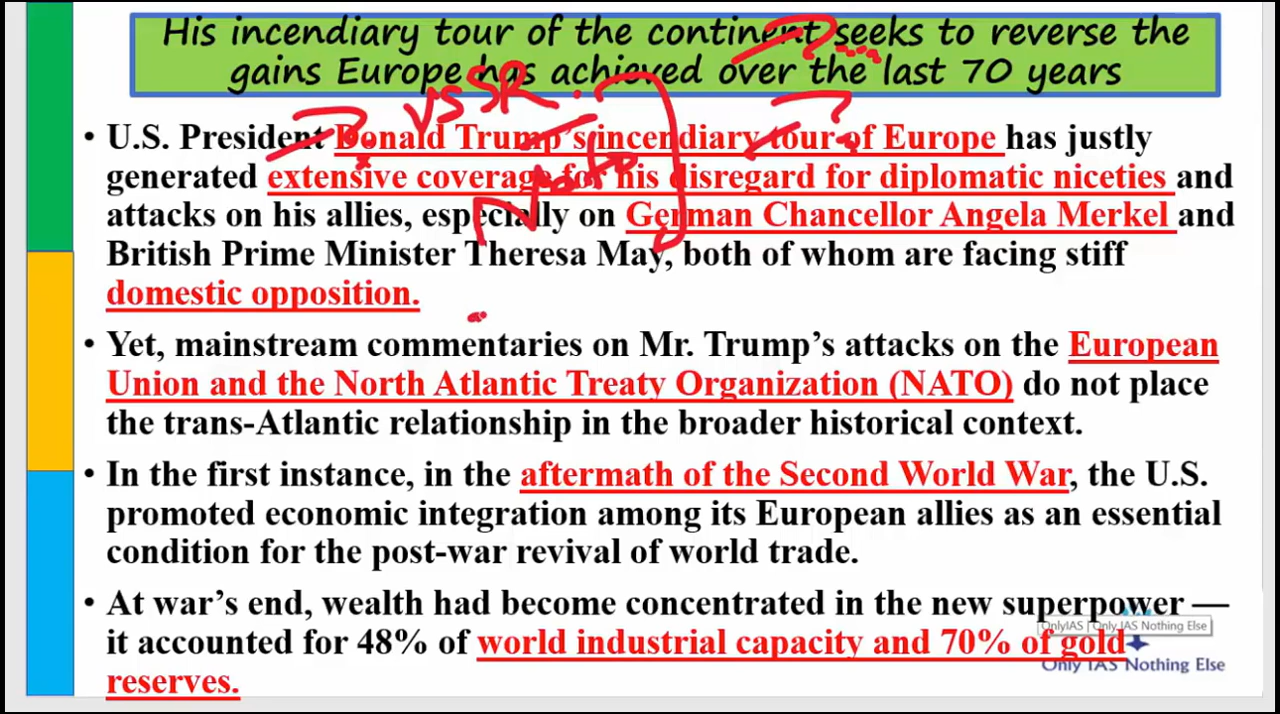 His incendiary tour of the continent seeks to reverse the
gains Europe has achieved over the last 70 years
• U.S. President Donald Trump's incendiary tour of Europe has justly
generated extensive coverage for his disregard for diplomatic niceties and
attacks on his allies, especially on German Chancellor Angela Merkel and
British Prime Minister Theresa May, both of whom are facing stiff
domestic opposition.
• Yet, mainstream commentaries on Mr. Trump's attacks on the European
Union and the North Atlantic Treaty Organization (NATO) do not place
the trans-Atlantic relationship in the broader historical context.
• In the first instance, in the aftermath of the Second World War, the U.S.
promoted economic integration among its European allies as an essential
condition for the post-war revival of world trade.
• At war's end, wealth had become concentrated in the new superpower —
it accounted for 48% of world industrial capacity and 70% of gold
reserves.
OnlyIAS | Only IAS Nothing Else
Only IAS Nothing Else
USSR
Nato